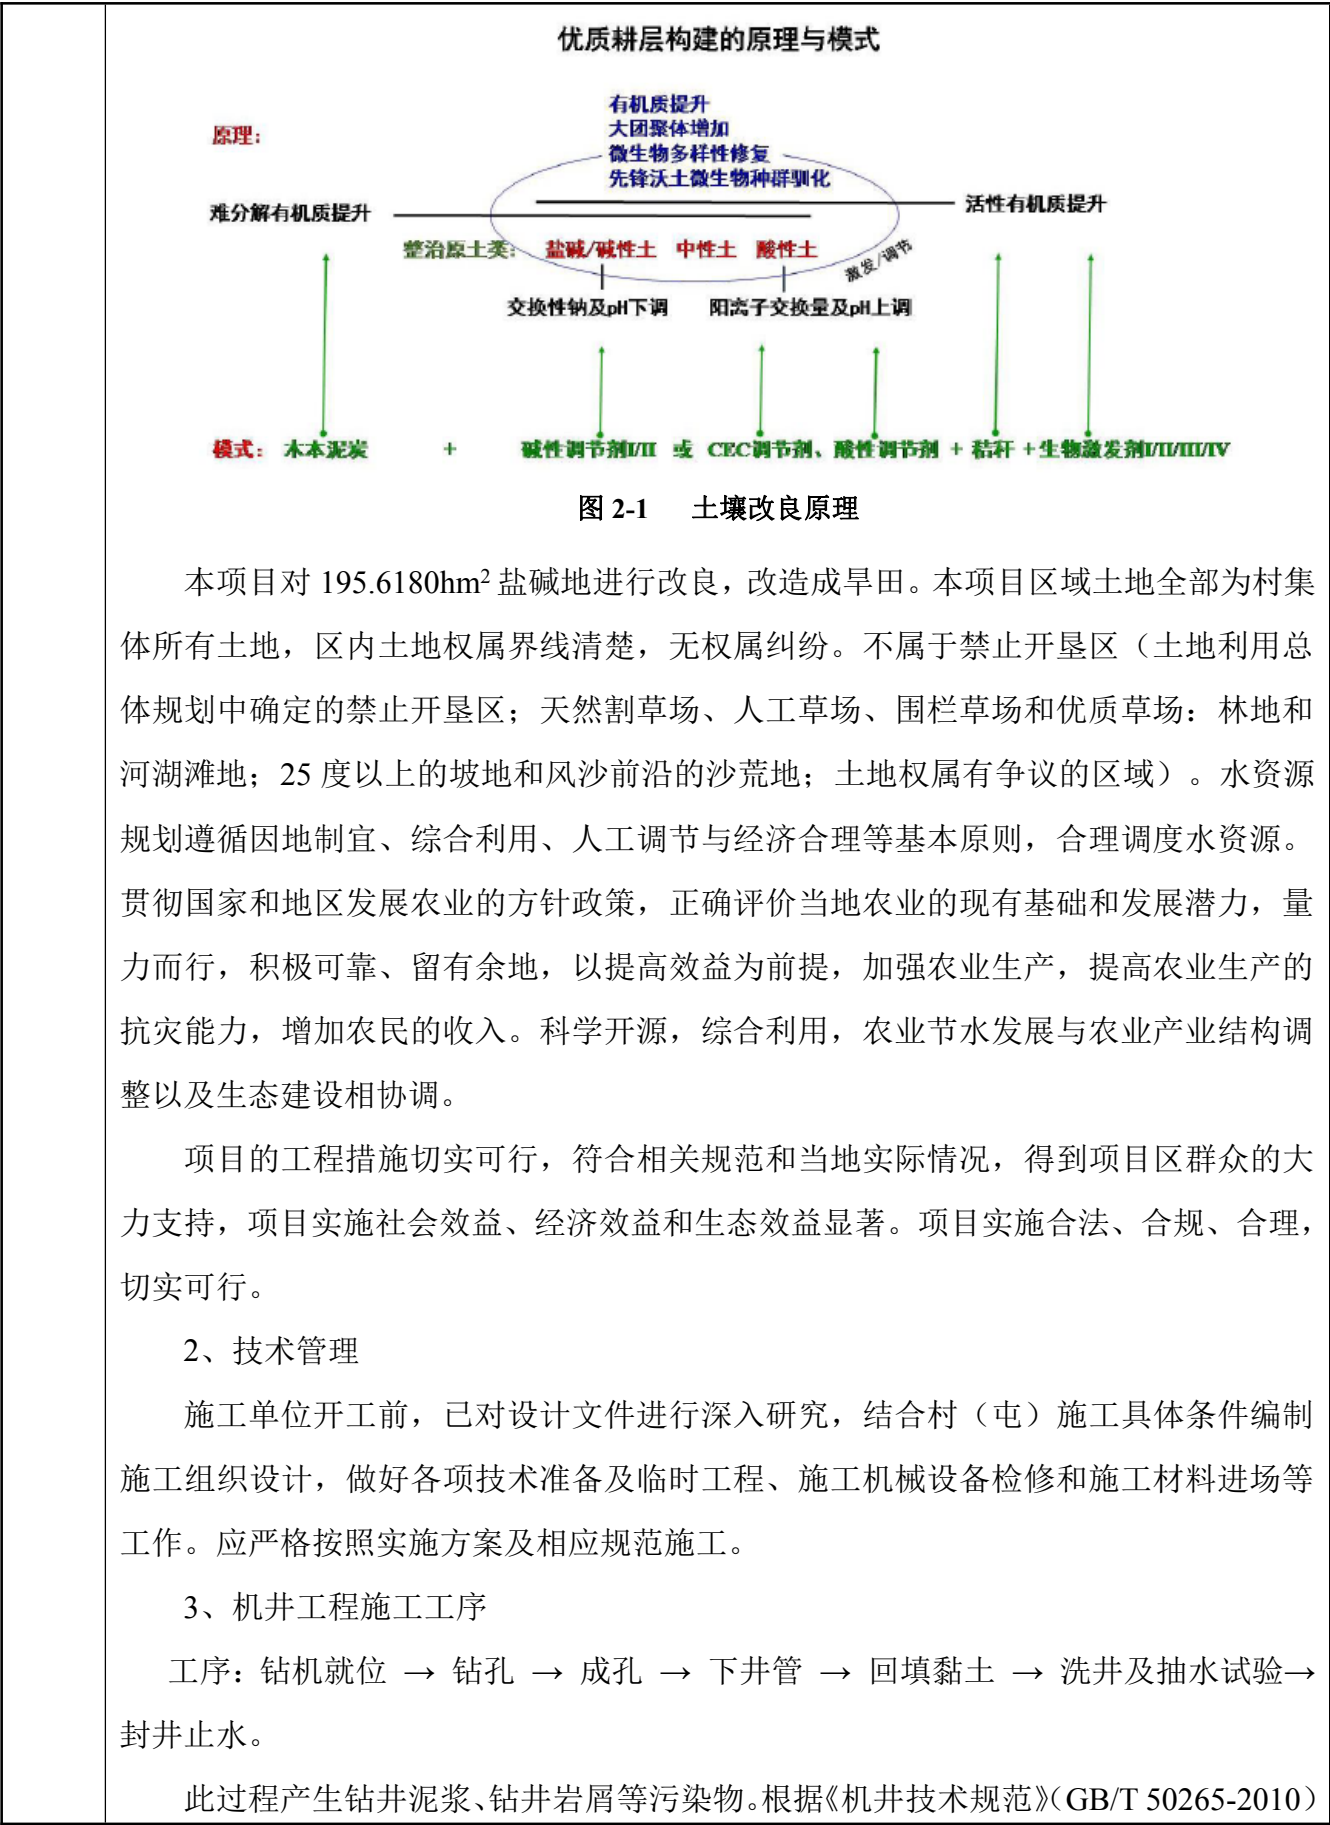 优质耕层构建的原理与模式
有机质提升
大团聚体增加
原理：
微生物多样性修复
先锋沃土微生物种群驯化
难分解有机质提升
活性有机质提升
整治原土类： 盐碱/碱性土 中性土 酸性土
激发/调节
交换性钠及pH下调 阳离子交换量及pH上调
模式： 木本泥炭 + 碱性调节剂I/II 或 CEC调节剂、酸性调节剂 + 秸秆 + 生物激发剂I/II/III/IV
图 2-1 土壤改良原理
本项目对 195.6180hm²盐碱地进行改良，改造成旱田。本项目区域土地全部为村集
体所有土地，区内土地权属界线清楚，无权属纠纷。不属于禁止开垦区（土地利用总
体规划中确定的禁止开垦区；天然割草场、人工草场、围栏草场和优质草场：林地和
河湖滩地；25 度以上的坡地和风沙前沿的沙荒地；土地权属有争议的区域）。水资源
规划遵循因地制宜、综合利用、人工调节与经济合理等基本原则，合理调度水资源。
贯彻国家和地区发展农业的方针政策，正确评价当地农业的现有基础和发展潜力，量
力而行，积极可靠、留有余地，以提高效益为前提，加强农业生产，提高农业生产的
抗灾能力，增加农民的收入。科学开源，综合利用，农业节水发展与农业产业结构调
整以及生态建设相协调。
项目的工程措施切实可行，符合相关规范和当地实际情况，得到项目区群众的大
力支持，项目实施社会效益、经济效益和生态效益显著。项目实施合法、合规、合理，
切实可行。
2、技术管理
施工单位开工前，已对设计文件进行深入研究，结合村（屯）施工具体条件编制
施工组织设计，做好各项技术准备及临时工程、施工机械设备检修和施工材料进场等
工作。应严格按照实施方案及相应规范施工。
3、机井工程施工工序
工序：钻机就位 → 钻孔 → 成孔 → 下井管 → 回填黏土 → 洗井及抽水试验→
封井止水。
此过程产生钻井泥浆、钻井岩屑等污染物。根据《机井技术规范》（GB/T 50265-2010）